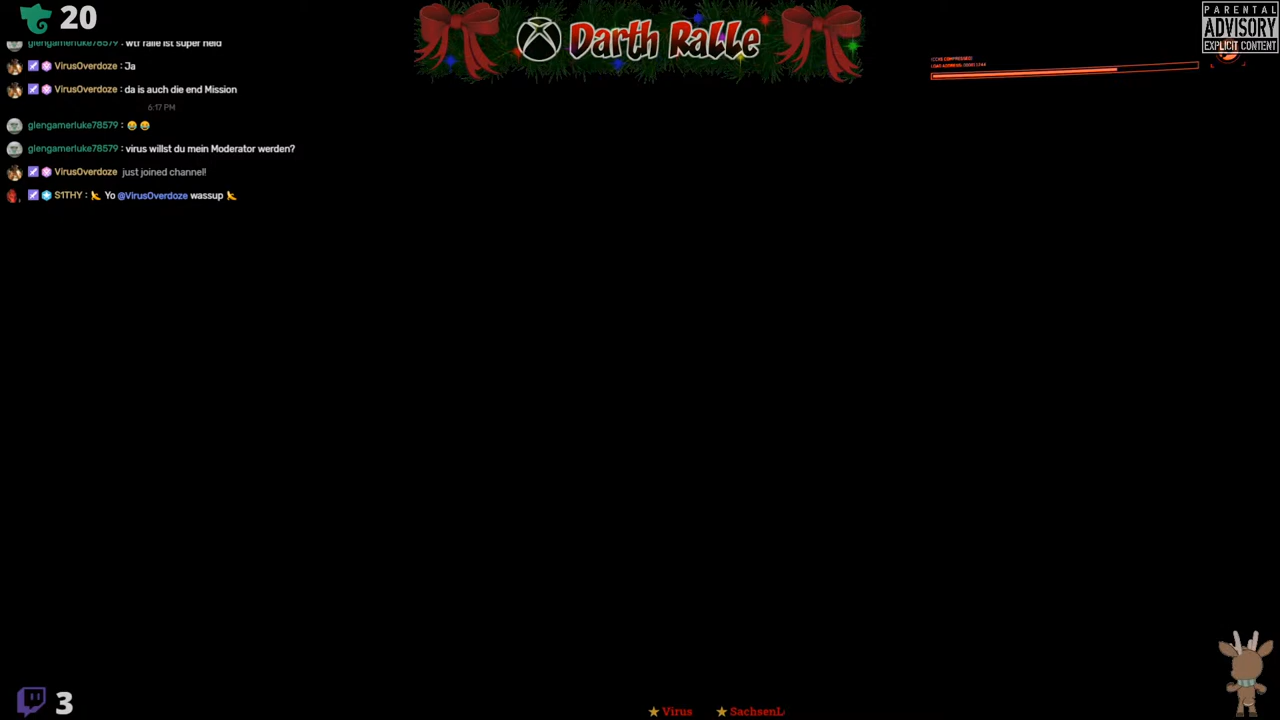 20
glengamerluke78579 : wtf ralle ist super held
VirusOverdoze : Ja
VirusOverdoze : da is auch die end Mission
6:17 PM
glengamerluke78579 : 😂 😂
glengamerluke78579 : virus willst du mein Moderator werden?
VirusOverdoze just joined channel!
S1THY : Yo @VirusOverdoze wassup
Darth RaLLe
PARENTAL
ADVISORY
EXPLICIT CONTENT
3
★ Virus ★ SachsenL